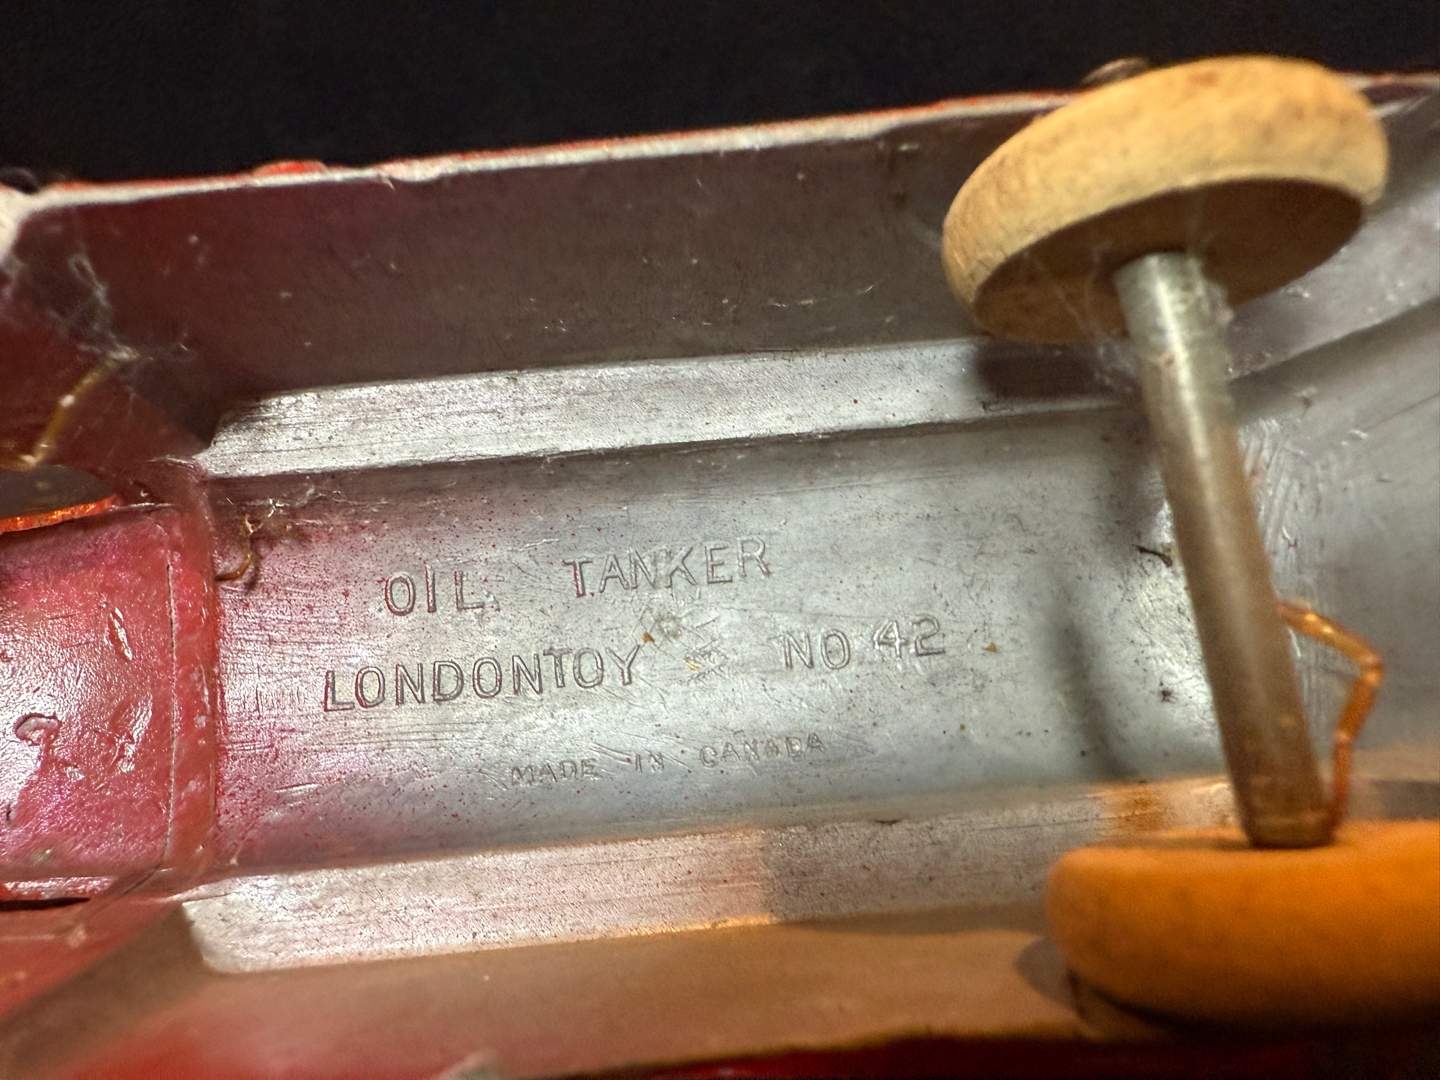 OIL TANKER
LONDONTOY NO 42
MADE IN CANADA